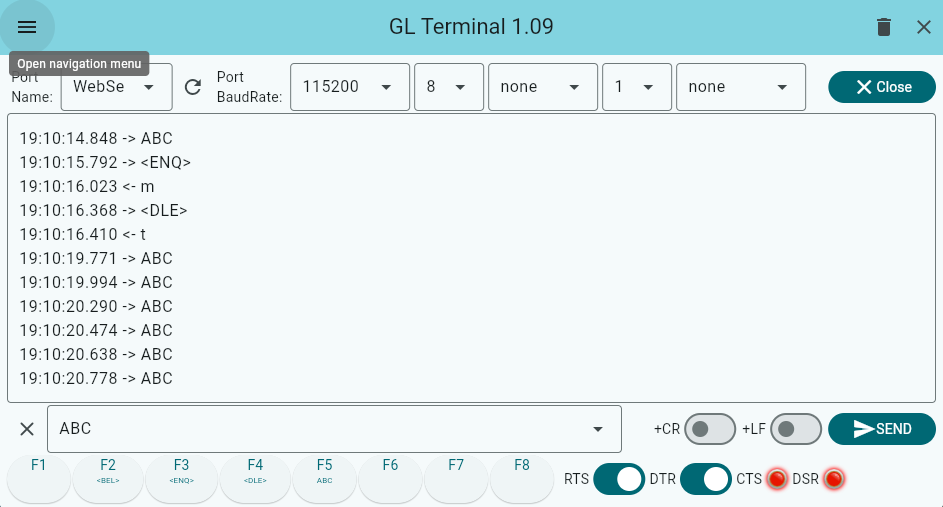 GL Terminal 1.09
Open navigation menu
Port
Name:
WebSe
Port
BaudRate:
115200
8
none
1
none
Close
19:10:14.848 -> ABC
19:10:15.792 -> <ENQ>
19:10:16.023 <- m
19:10:16.368 -> <DLE>
19:10:16.410 <- t
19:10:19.771 -> ABC
19:10:19.994 -> ABC
19:10:20.290 -> ABC
19:10:20.474 -> ABC
19:10:20.638 -> ABC
19:10:20.778 -> ABC
ABC
+CR
+LF
SEND
F1
F2
<BEL>
F3
<ENQ>
F4
<DLE>
F5
ABC
F6
F7
F8
RTS
DTR
CTS
DSR